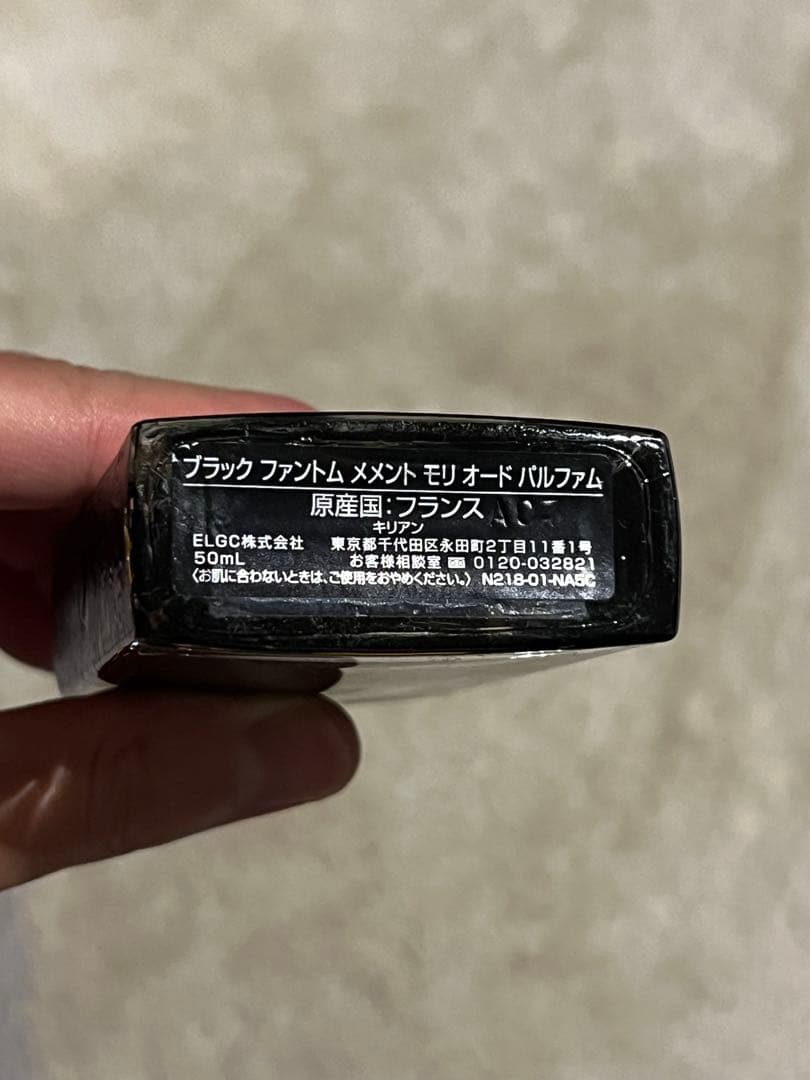 ブラック ファントム メメント モリ オード パルファム
原産国:フランス
キリアン
ELGC株式会社 東京都千代田区永田町2丁目11番1号
50mL お客様相談室 0120-032821
〈お肌に合わないときは、ご使用をおやめください。〉 N218-01-NA5C